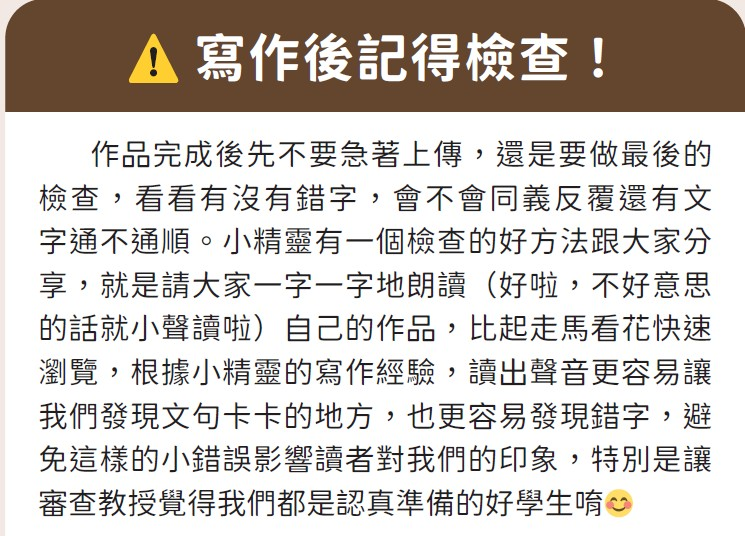 ⚠️ 寫作後記得檢查！
作品完成後先不要急著上傳，還是要做最後的
檢查，看看有沒有錯字，會不會同義反覆還有文
字通不通順。小精靈有一個檢查的好方法跟大家分
享，就是請大家一字一字地朗讀（好啦，不好意思
的話就小聲讀啦）自己的作品，比起走馬看花快速
瀏覽，根據小精靈的寫作經驗，讀出聲音更容易讓
我們發現文句卡卡的地方，也更容易發現錯字，避
免這樣的小錯誤影響讀者對我們的印象，特別是讓
審查教授覺得我們都是認真準備的好學生唷😊